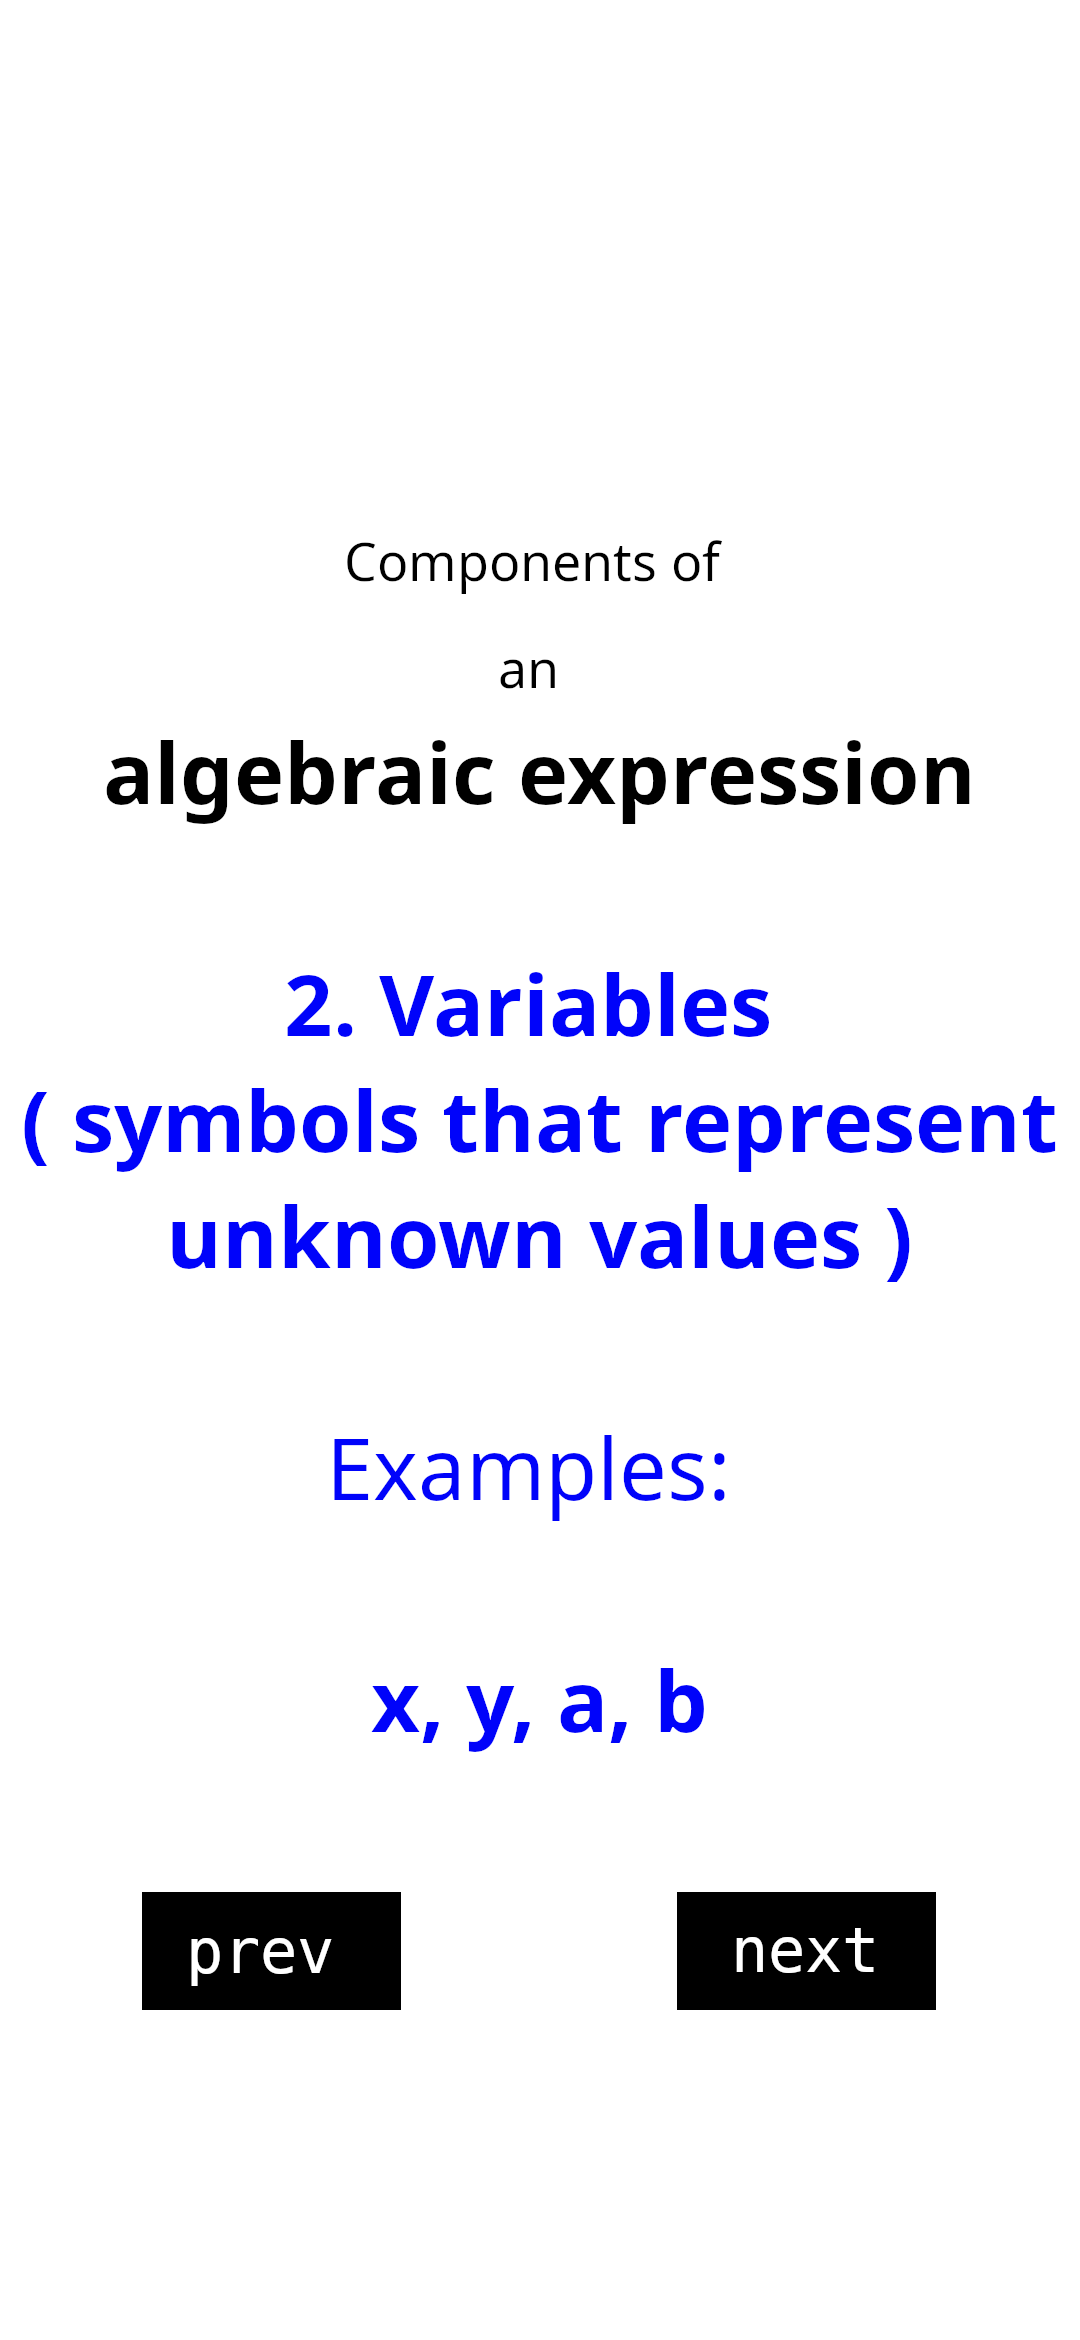 Components of
an
algebraic expression
2. Variables
( symbols that represent
unknown values )
Examples:
x, y, a, b
prev
next